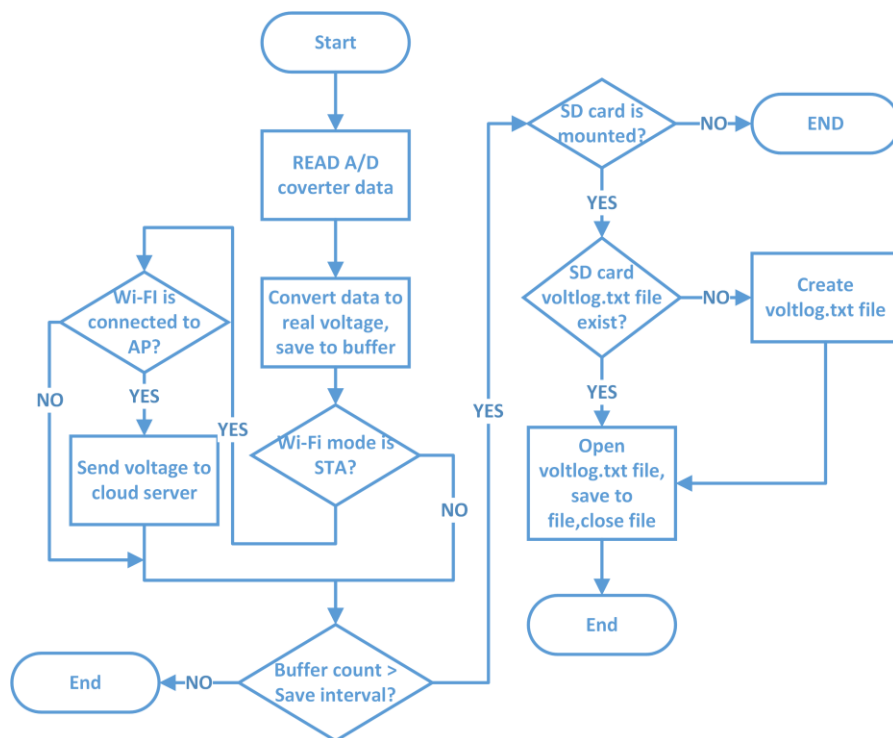 Start
READ A/D
coverter data
Convert data to
real voltage,
save to buffer
Wi-Fi mode is
STA?
YES
NO
Wi-FI is
connected to
AP?
NO
YES
Send voltage to
cloud server
Buffer count >
Save interval?
NO
End
YES
SD card is
mounted?
NO
END
YES
SD card
voltlog.txt file
exist?
NO
Create
voltlog.txt file
YES
Open
voltlog.txt file,
save to
file,close file
End